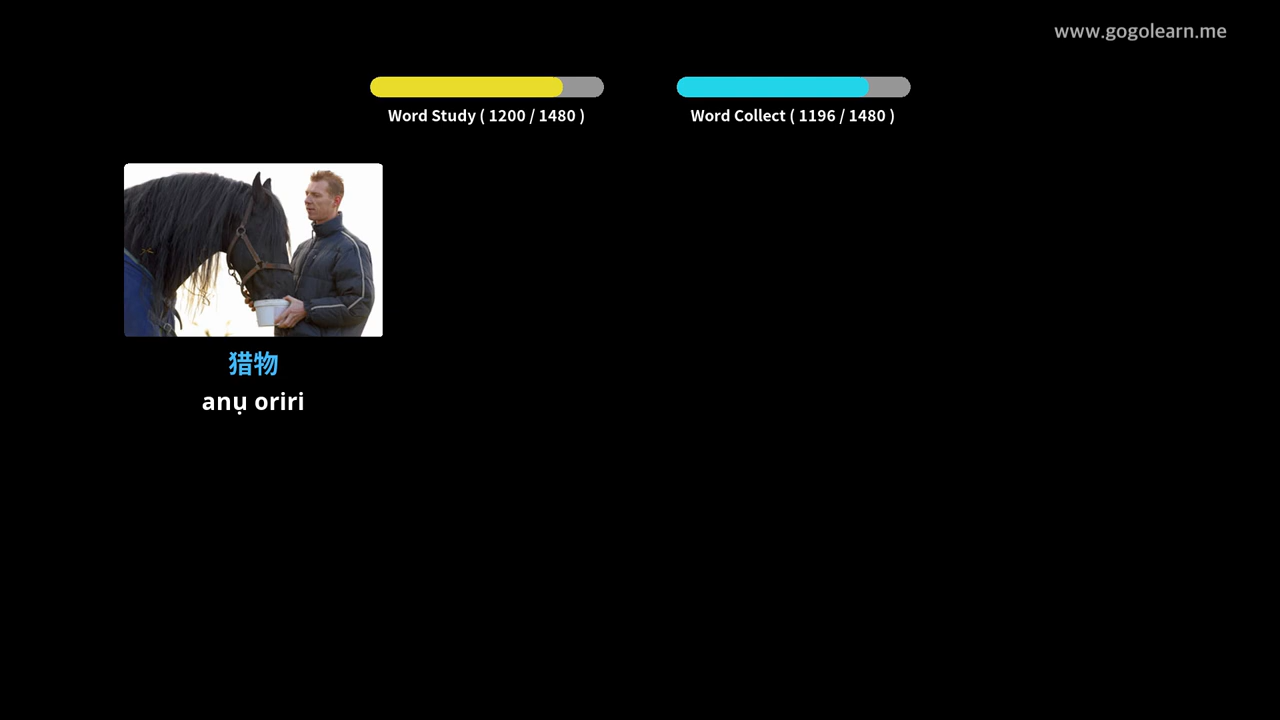 www.gogolearn.me
Word Study ( 1200 / 1480 )
Word Collect ( 1196 / 1480 )
猎物
anụ oriri